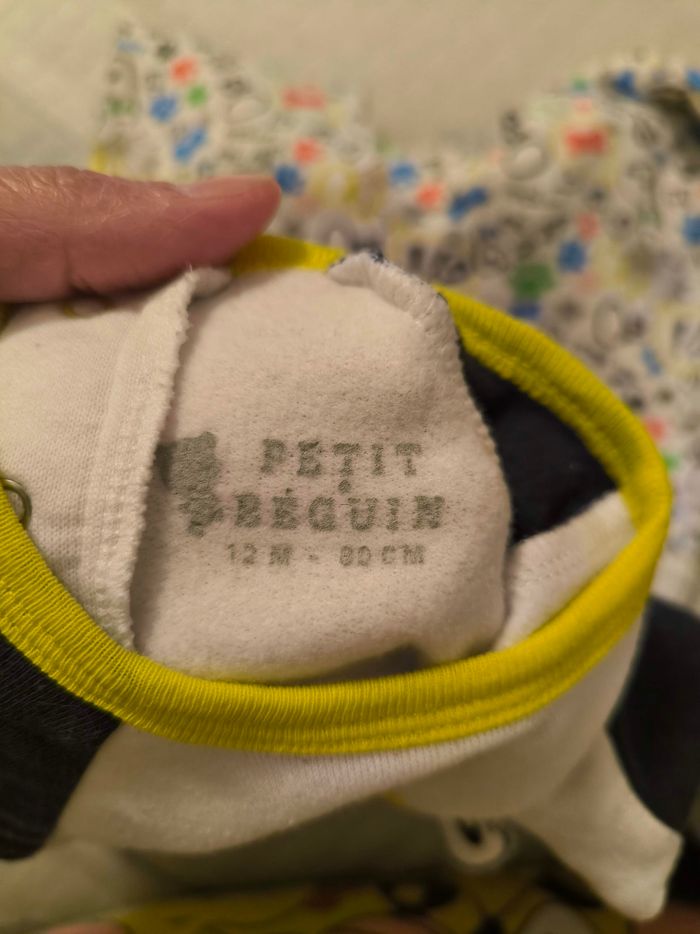 PETIT
BÉGUIN
12 M - 80 CM